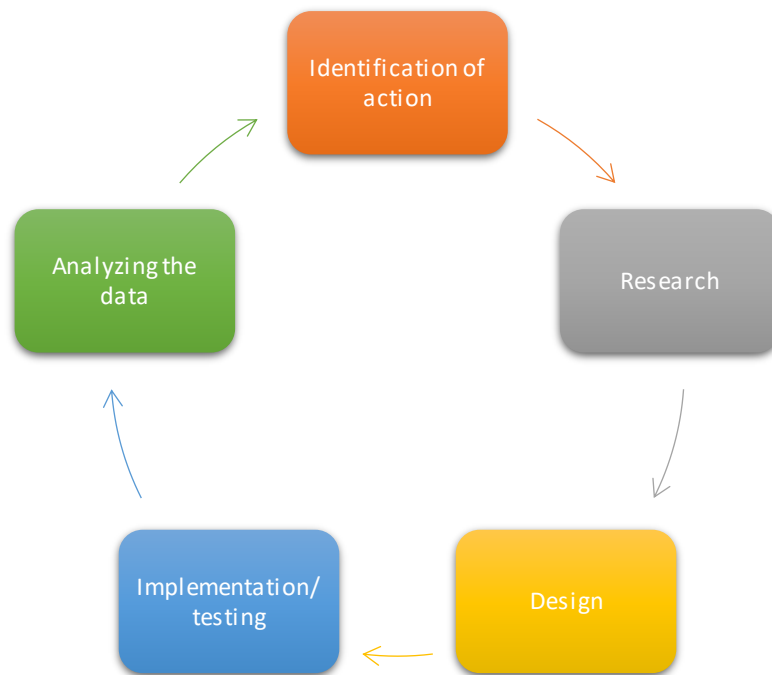 Identification of
action
Research
Design
Implementation/
testing
Analyzing the
data